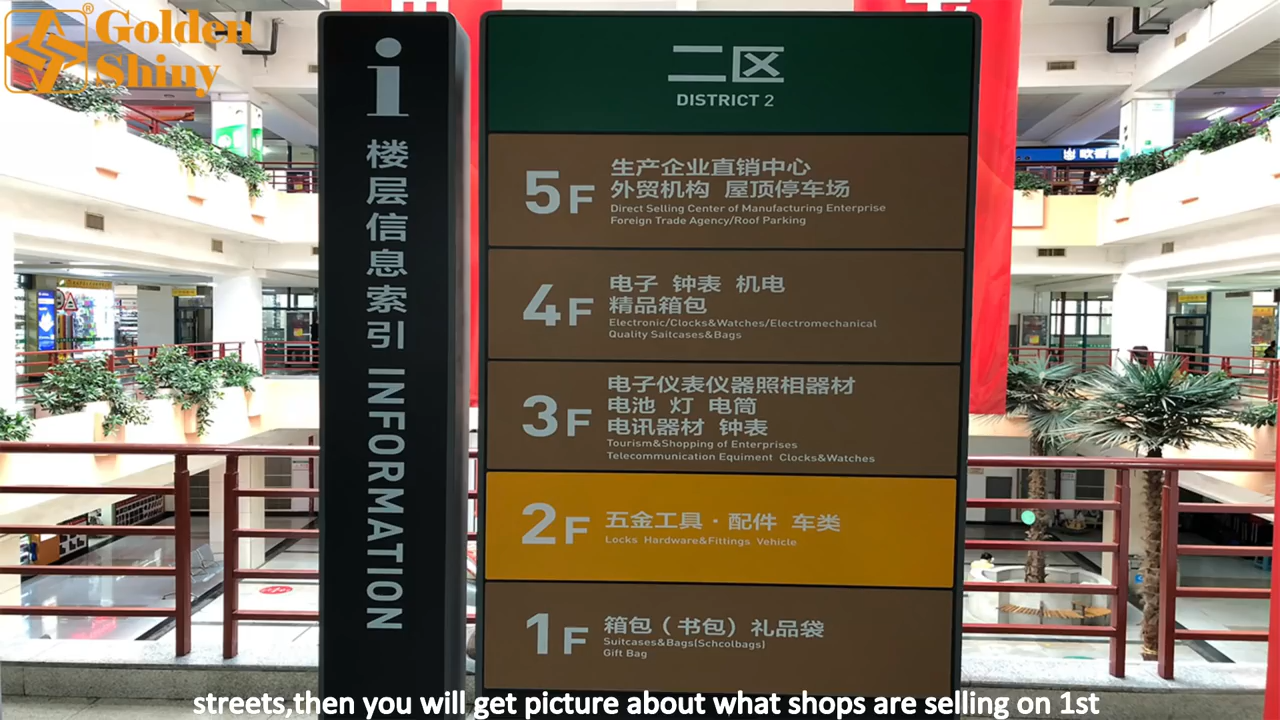 Golden
Shiny
®
i
楼层信息索引 INFORMATION
二区
DISTRICT 2
5F
生产企业直销中心
外贸机构 屋顶停车场
Direct Selling Center of Manufacturing Enterprise
Foreign Trade Agency/Roof Parking
4F
电子 钟表 机电
精品箱包
Electronic/Clocks&Watches/Electromechanical
Quality Saitcases&Bags
3F
电子仪表仪器照相器材
电池 灯 电筒
电讯器材 钟表
Tourism&Shopping of Enterprises
Telecommunication Equiment Clocks&Watches
2F
五金工具·配件 车类
Locks Hardware&Fittings Vehicle
1F
箱包（书包）礼品袋
Suitcases&Bags(Schcolbags)
Gift Bag
streets,then you will get picture about what shops are selling on 1st